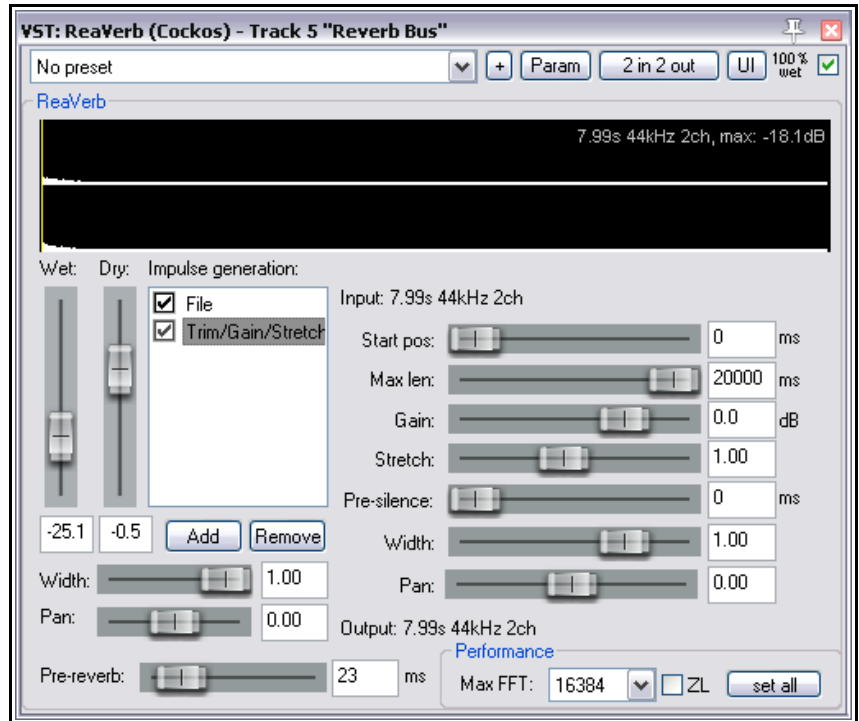 VST: ReaVerb (Cockos) - Track 5 "Reverb Bus"
No preset + Param 2 in 2 out UI 100% wet
ReaVerb
7.99s 44kHz 2ch, max: -18.1dB
Wet: Dry: Impulse generation:
File
Trim/Gain/Stretch
Input: 7.99s 44kHz 2ch
Start pos: 0 ms
Max len: 20000 ms
Gain: 0.0 dB
Stretch: 1.00
Pre-silence: 0 ms
Width: 1.00
Pan: 0.00
Output: 7.99s 44kHz 2ch
-25.1 -0.5 Add Remove
Width: 1.00
Pan: 0.00
Pre-reverb: 23 ms
Performance
Max FFT: 16384 ZL set all